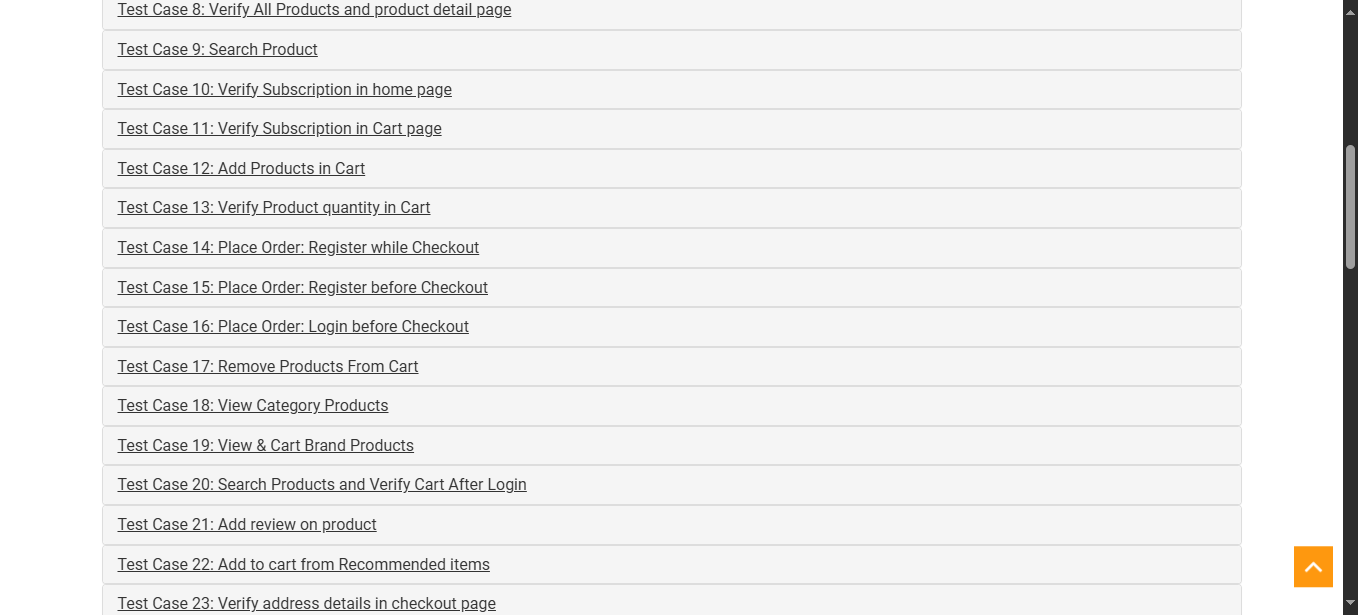 Test Case 8: Verify All Products and product detail page
Test Case 9: Search Product
Test Case 10: Verify Subscription in home page
Test Case 11: Verify Subscription in Cart page
Test Case 12: Add Products in Cart
Test Case 13: Verify Product quantity in Cart
Test Case 14: Place Order: Register while Checkout
Test Case 15: Place Order: Register before Checkout
Test Case 16: Place Order: Login before Checkout
Test Case 17: Remove Products From Cart
Test Case 18: View Category Products
Test Case 19: View & Cart Brand Products
Test Case 20: Search Products and Verify Cart After Login
Test Case 21: Add review on product
Test Case 22: Add to cart from Recommended items
Test Case 23: Verify address details in checkout page